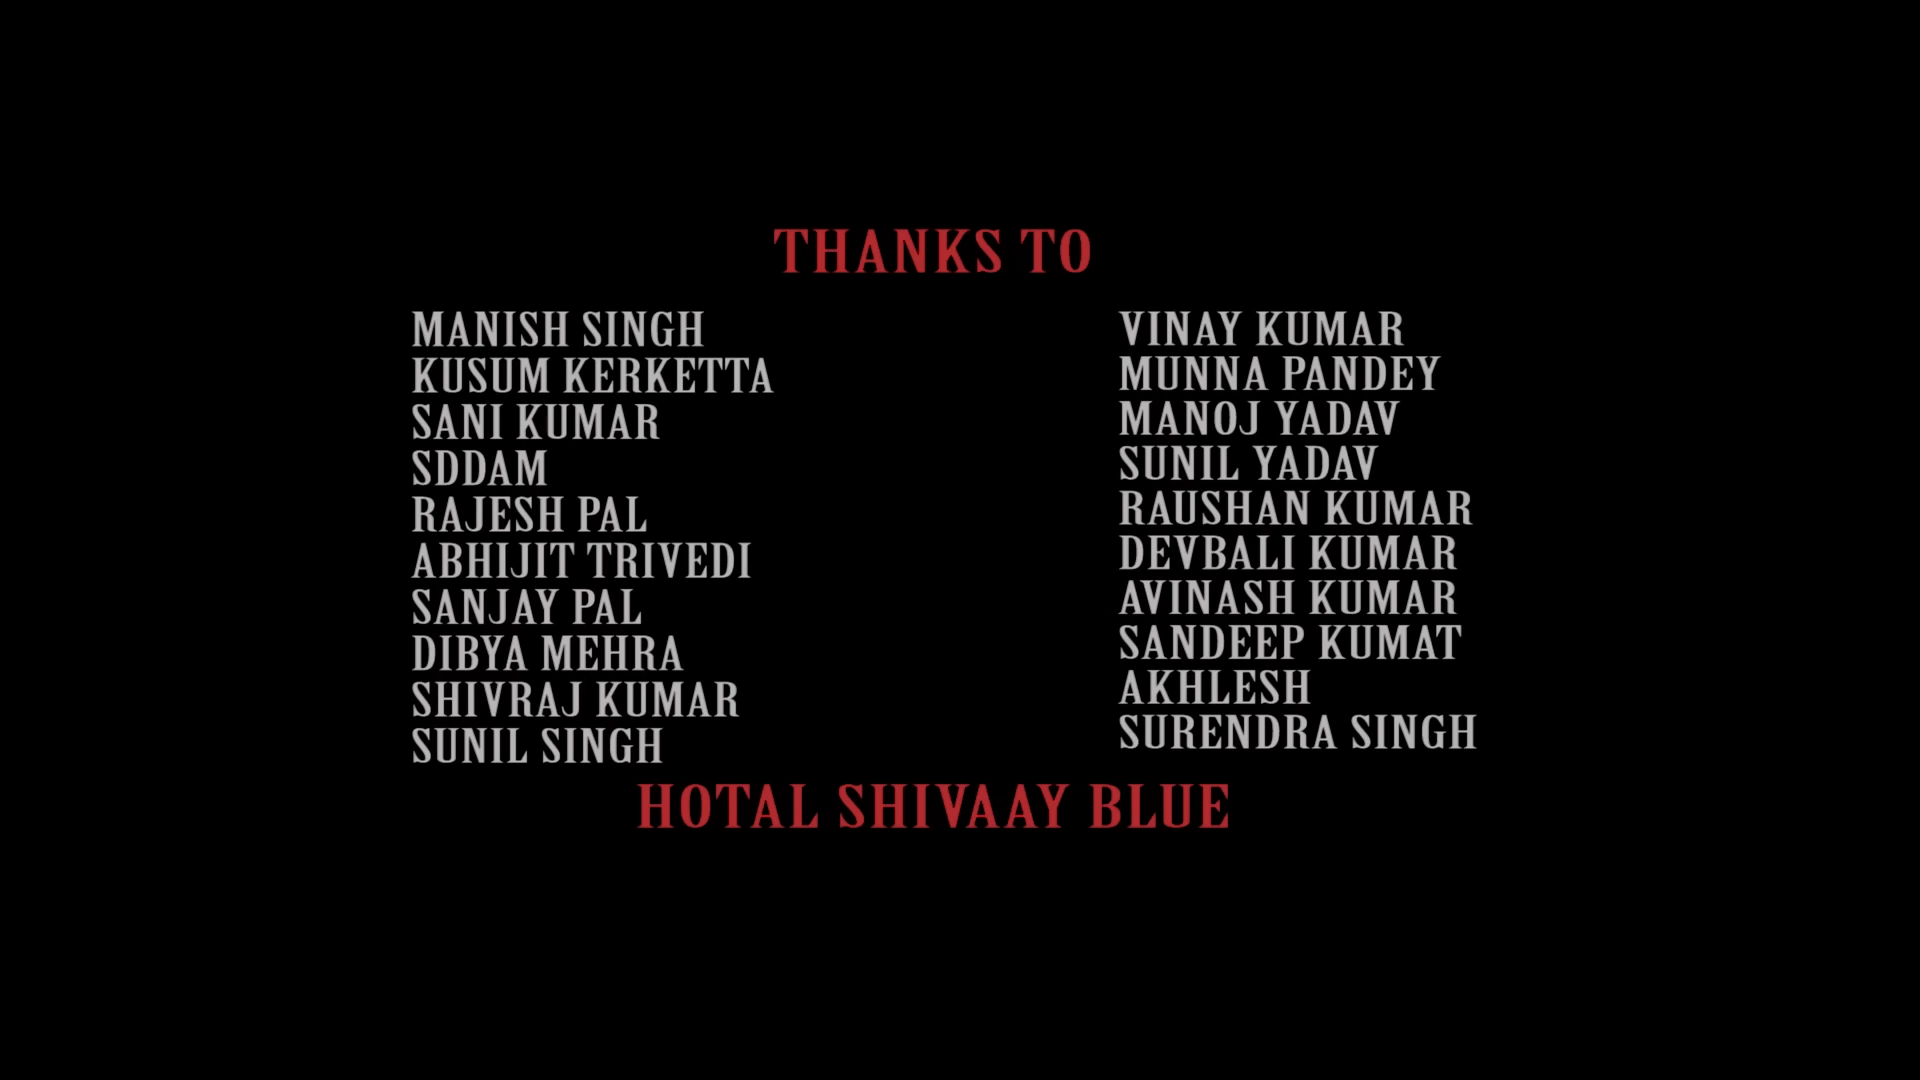 THANKS TO
MANISH SINGH
KUSUM KERKETTA
SANI KUMAR
SDDAM
RAJESH PAL
ABHIJIT TRIVEDI
SANJAY PAL
DIBYA MEHRA
SHIVRAJ KUMAR
SUNIL SINGH
VINAY KUMAR
MUNNA PANDEY
MANOJ YADAV
SUNIL YADAV
RAUSHAN KUMAR
DEVBALI KUMAR
AVINASH KUMAR
SANDEEP KUMAT
AKHLESH
SURENDRA SINGH
HOTAL SHIVAAY BLUE